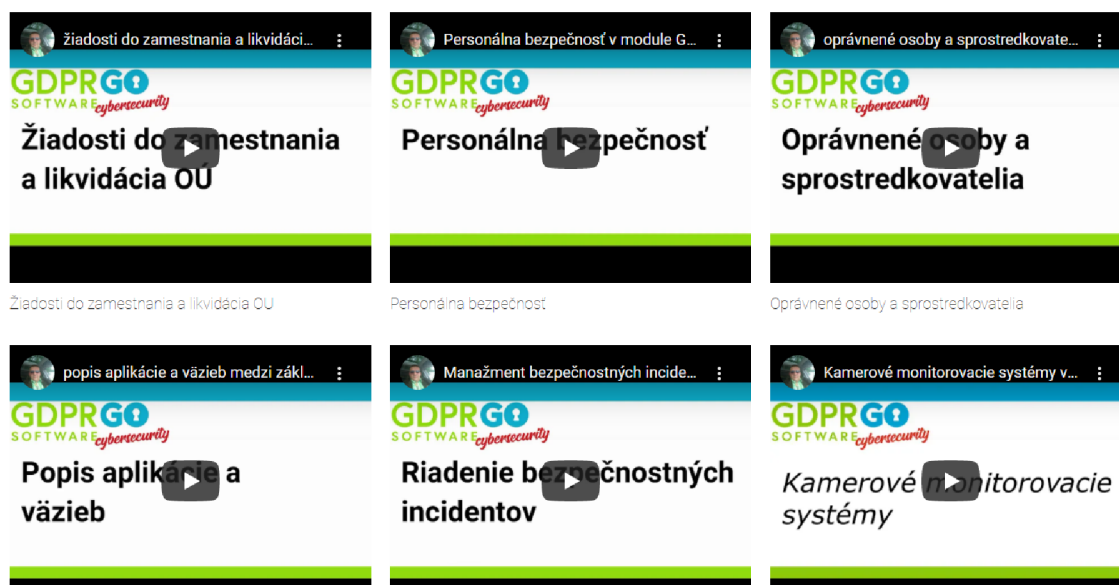 žiadosti do zamestnania a likvidáci...
GDPRGO
SOFTWARE cybersecurity
Žiadosti do zamestnania
a likvidácia OÚ
Žiadosti do zamestnania a likvidácia OU
Personálna bezpečnosť v module G...
GDPRGO
SOFTWARE cybersecurity
Personálna bezpečnosť
Personálna bezpečnosť
oprávnené osoby a sprostredkovate...
GDPRGO
SOFTWARE cybersecurity
Oprávnené osoby a
sprostredkovatelia
Oprávnené osoby a sprostredkovatelia
popis aplikácie a väzieb medzi zákl...
GDPRGO
SOFTWARE cybersecurity
Popis aplikácie a
väzieb
Manažment bezpečnostných incide...
GDPRGO
SOFTWARE cybersecurity
Riadenie bezpečnostných
incidentov
Kamerové monitorovacie systémy v...
GDPRGO
SOFTWARE cybersecurity
Kamerové monitorovacie
systémy